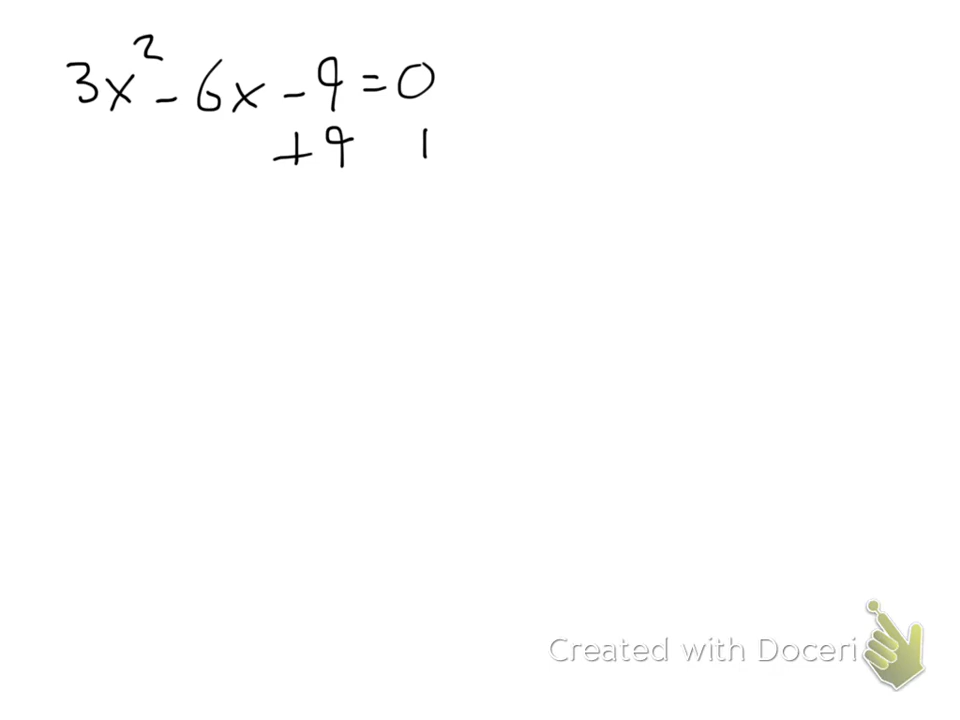 3x² - 6x - 9 = 0
+9 1
Created with Doceri